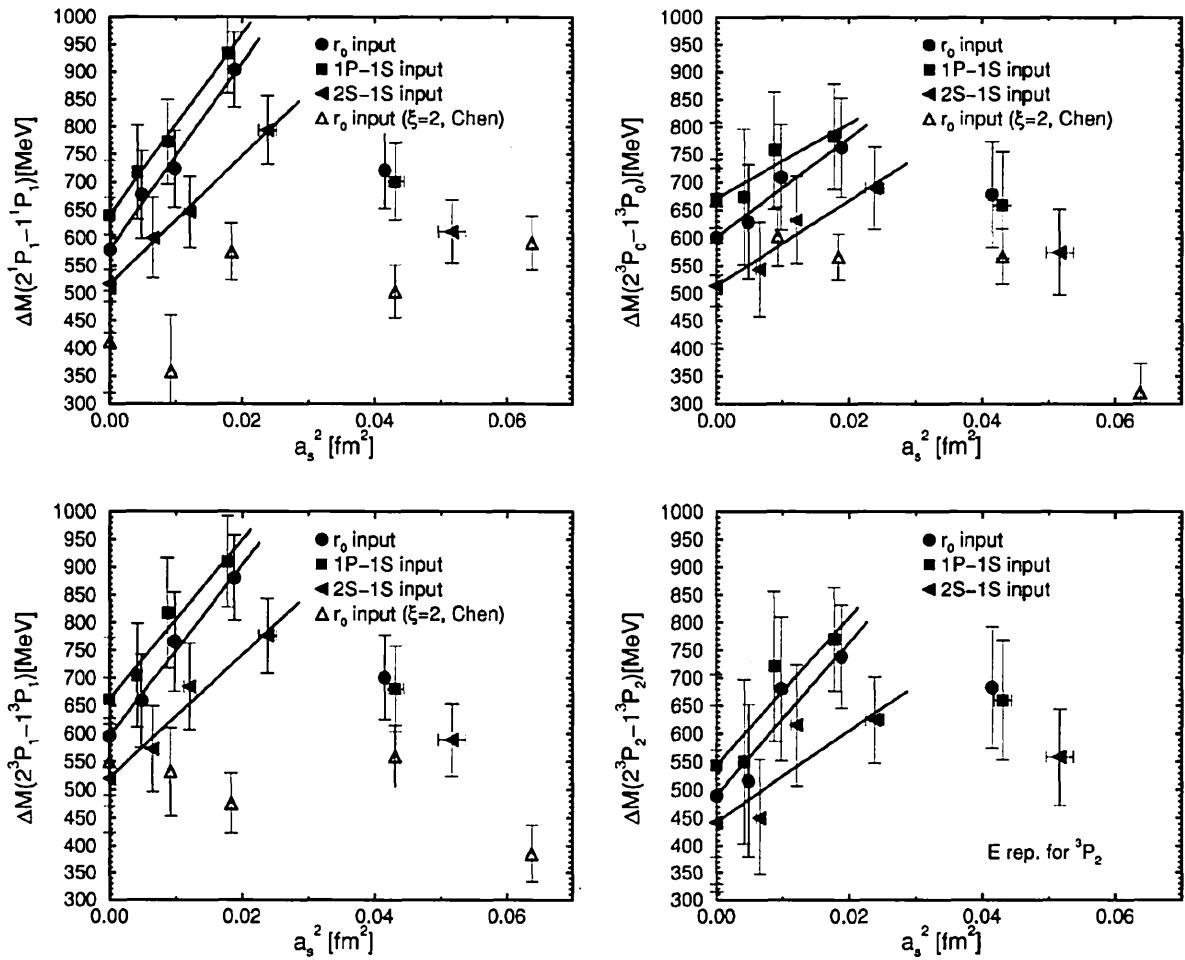 1000
950
900
850
800
750
700
650
600
550
500
450
400
350
300
ΔM(2¹P₁−1¹P₁)[MeV]
r₀ input
1P−1S input
2S−1S input
r₀ input (ξ=2, Chen)
0.00 0.02 0.04 0.06
aₛ² [fm²]
1000
950
900
850
800
750
700
650
600
550
500
450
400
350
300
ΔM(2³P₀−1³P₀)[MeV]
r₀ input
1P−1S input
2S−1S input
r₀ input (ξ=2, Chen)
0.00 0.02 0.04 0.06
aₛ² [fm²]
1000
950
900
850
800
750
700
650
600
550
500
450
400
350
300
ΔM(2³P₁−1³P₁)[MeV]
r₀ input
1P−1S input
2S−1S input
r₀ input (ξ=2, Chen)
0.00 0.02 0.04 0.06
aₛ² [fm²]
1000
950
900
850
800
750
700
650
600
550
500
450
400
350
300
ΔM(2³P₂−1³P₂)[MeV]
r₀ input
1P−1S input
2S−1S input
E rep. for ³P₂
0.00 0.02 0.04 0.06
aₛ² [fm²]